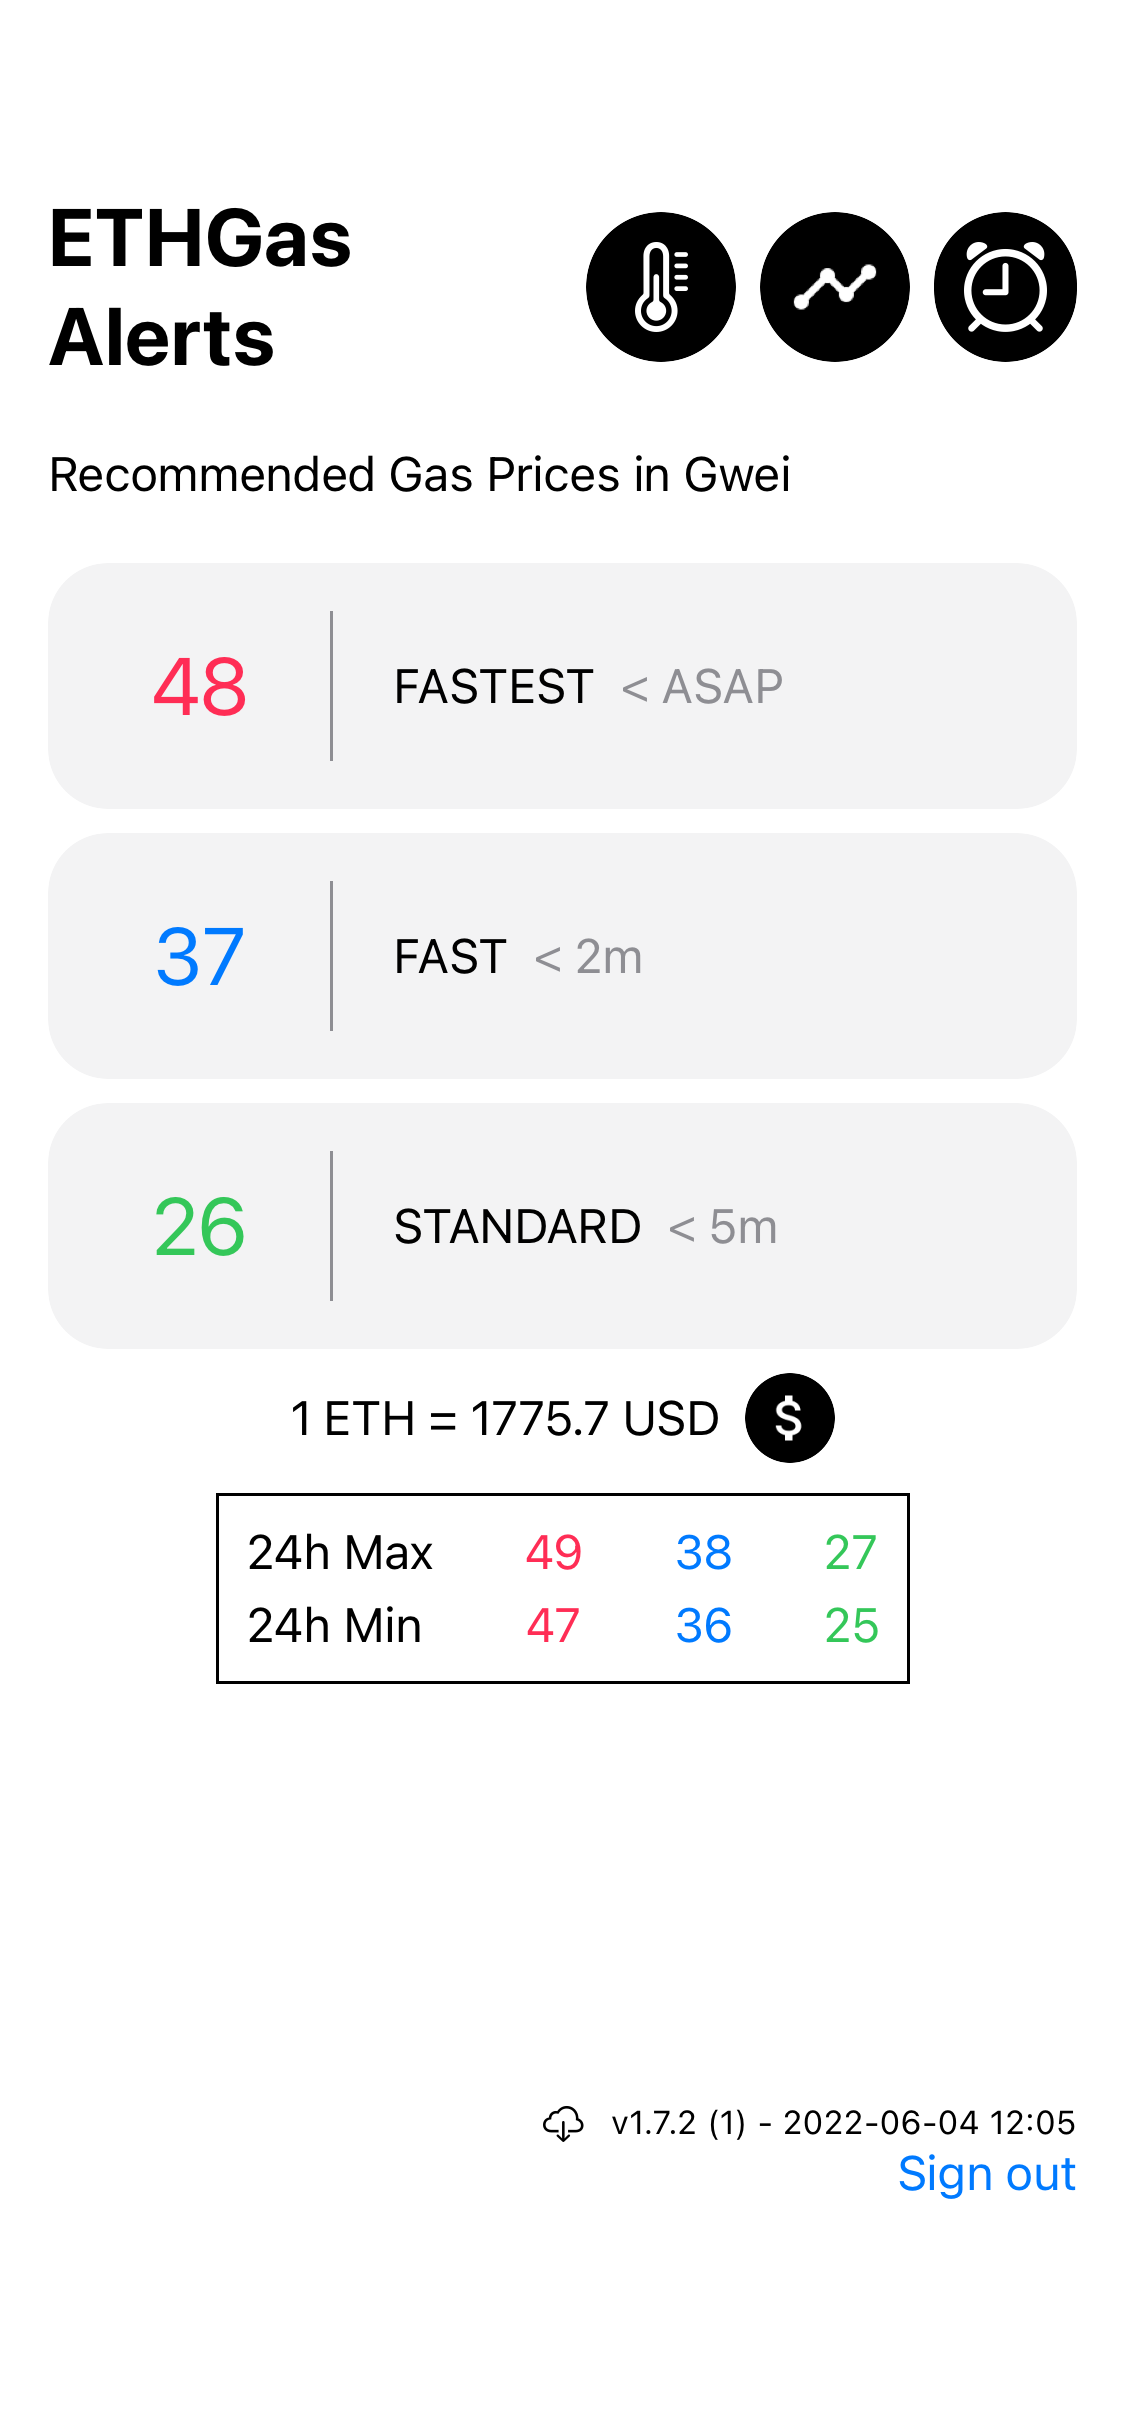 ETHGas
Alerts
Recommended Gas Prices in Gwei
48 FASTEST < ASAP
37 FAST < 2m
26 STANDARD < 5m
1 ETH = 1775.7 USD $
24h Max 49 38 27
24h Min 47 36 25
v1.7.2 (1) - 2022-06-04 12:05
Sign out